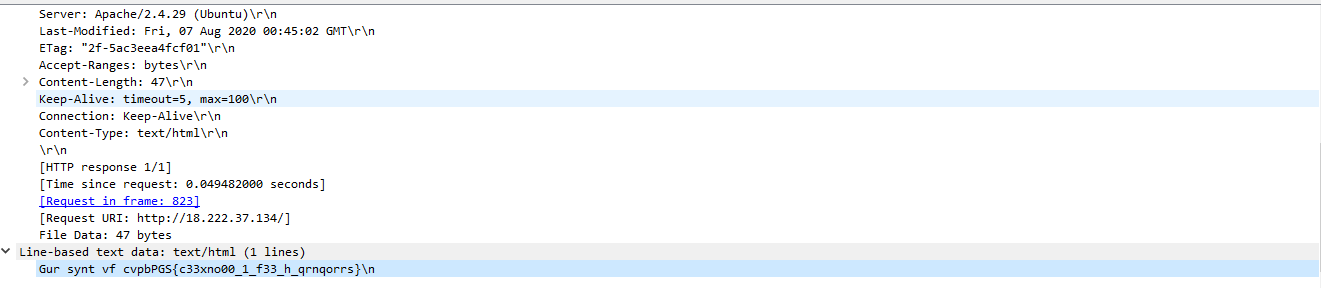 Server: Apache/2.4.29 (Ubuntu)\r\n
Last-Modified: Fri, 07 Aug 2020 00:45:02 GMT\r\n
ETag: "2f-5ac3eea4fcf01"\r\n
Accept-Ranges: bytes\r\n
Content-Length: 47\r\n
Keep-Alive: timeout=5, max=100\r\n
Connection: Keep-Alive\r\n
Content-Type: text/html\r\n
\r\n
[HTTP response 1/1]
[Time since request: 0.049482000 seconds]
[Request in frame: 823]
[Request URI: http://18.222.37.134/]
File Data: 47 bytes
Line-based text data: text/html (1 lines)
Gur synt vf cvpbPGS{c33xno00_1_f33_h_qrnqorrs}\n